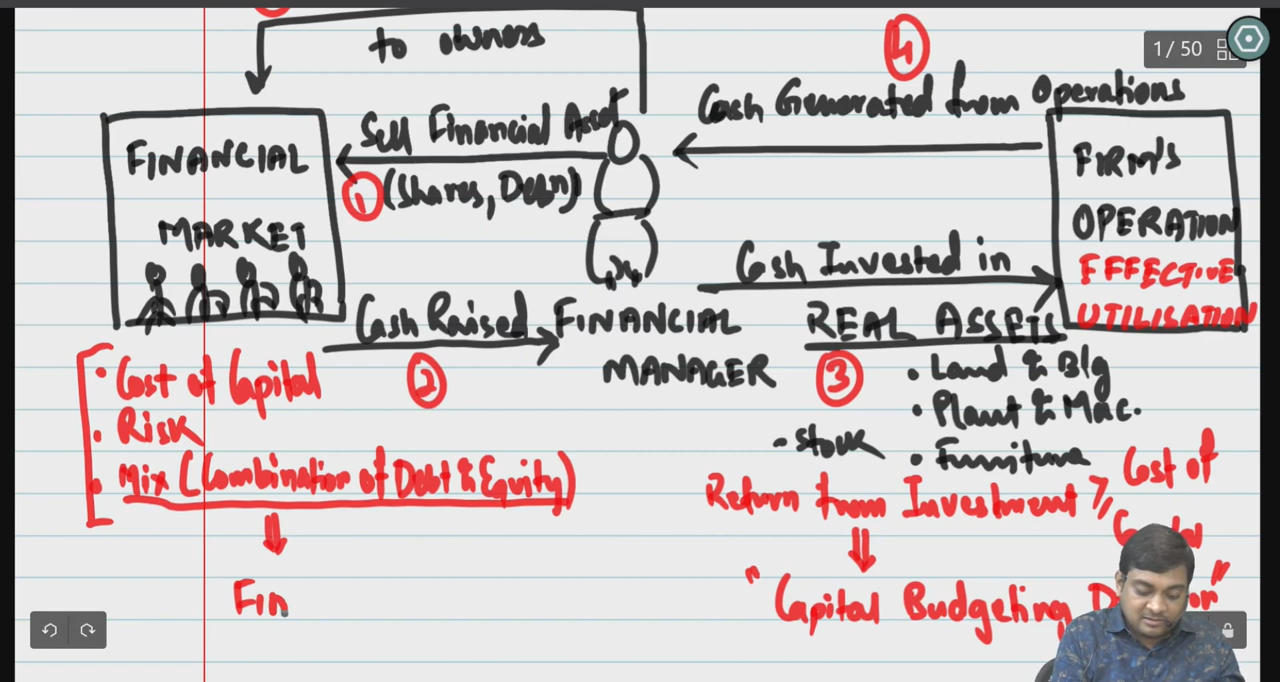 to owners
4
1 / 50
Cash Generated from Operations
Sell Financial Asset
FINANCIAL
MARKET
1
(Shares, Debn)
FIRM'S
OPERATION
EFFECTIVE
UTILISATION
Cash Invested in
Cash Raised
FINANCIAL
MANAGER
REAL ASSETS
2
3
• Land & Blg
• Plant & Mac.
• Stock
• Furniture
• Cost of Capital
• Risk
• Mix (Combination of Debt & Equity)
Return from Investment ≥ Cost of
Fin
"Capital Budgeting